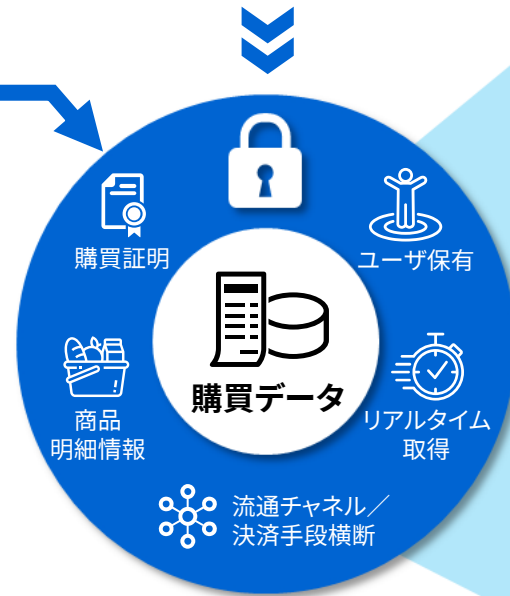 購買証明
ユーザ保有
購買データ
商品
明細情報
リアルタイム
取得
流通チャネル／
決済手段横断